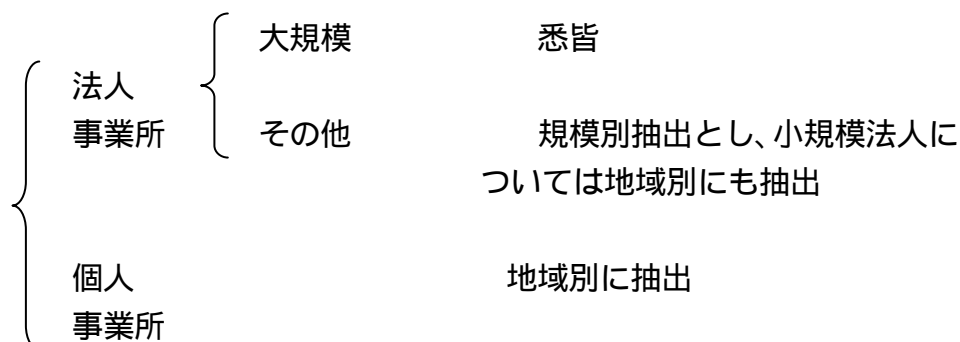 大規模 悉皆
法人
事業所 その他 規模別抽出とし、小規模法人に
ついては地域別にも抽出
個人 地域別に抽出
事業所